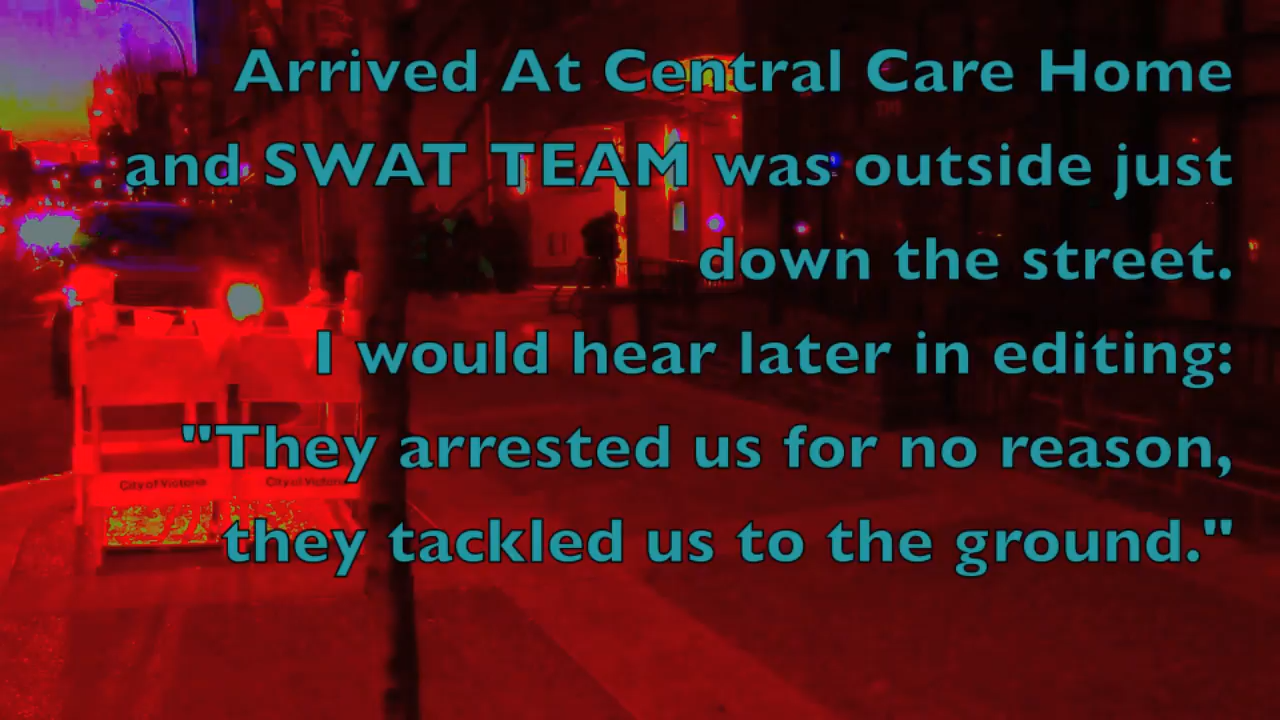 Arrived At Central Care Home
and SWAT TEAM was outside just
down the street.
I would hear later in editing:
"They arrested us for no reason,
they tackled us to the ground."
City of Victoria City of Victoria